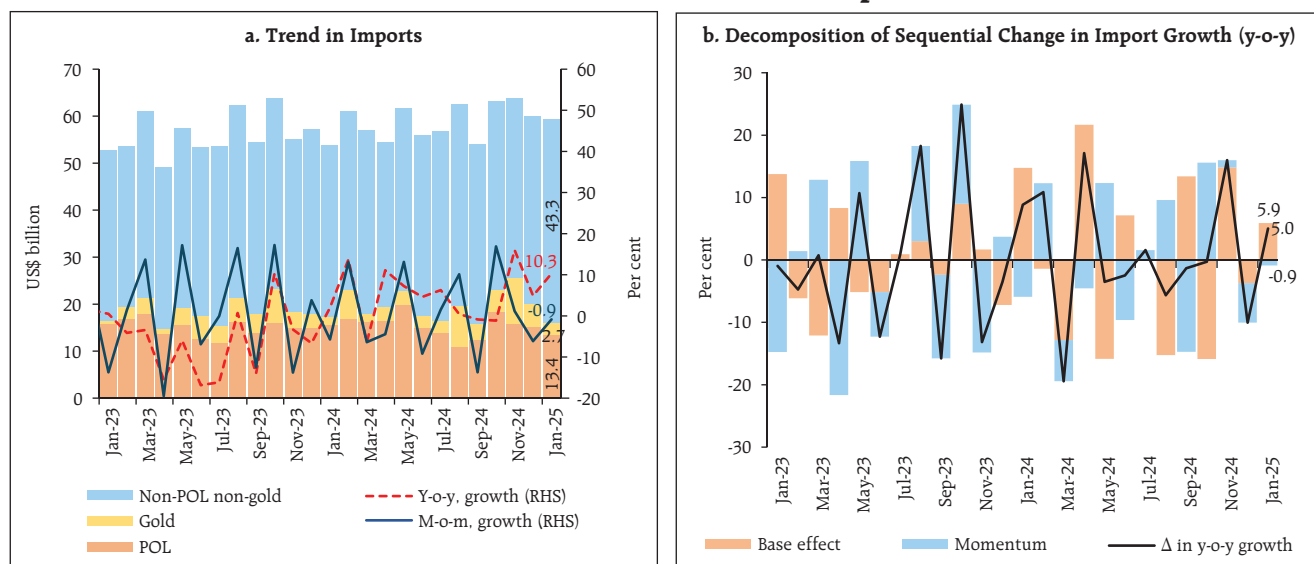 a. Trend in Imports
US$ billion
70
60
50
40
30
20
10
0
60
50
40
30
20
10
0
-10
-20
Per cent
43.3
10.3
-0.9
2.7
13.4
Jan-23
Mar-23
May-23
Jul-23
Sep-23
Nov-23
Jan-24
Mar-24
May-24
Jul-24
Sep-24
Nov-24
Jan-25
Non-POL non-gold
Gold
POL
Y-o-y, growth (RHS)
M-o-m, growth (RHS)
b. Decomposition of Sequential Change in Import Growth (y-o-y)
Per cent
30
20
10
0
-10
-20
-30
5.9
5.0
-0.9
Jan-23
Mar-23
May-23
Jul-23
Sep-23
Nov-23
Jan-24
Mar-24
May-24
Jul-24
Sep-24
Nov-24
Jan-25
Base effect
Momentum
Δ in y-o-y growth